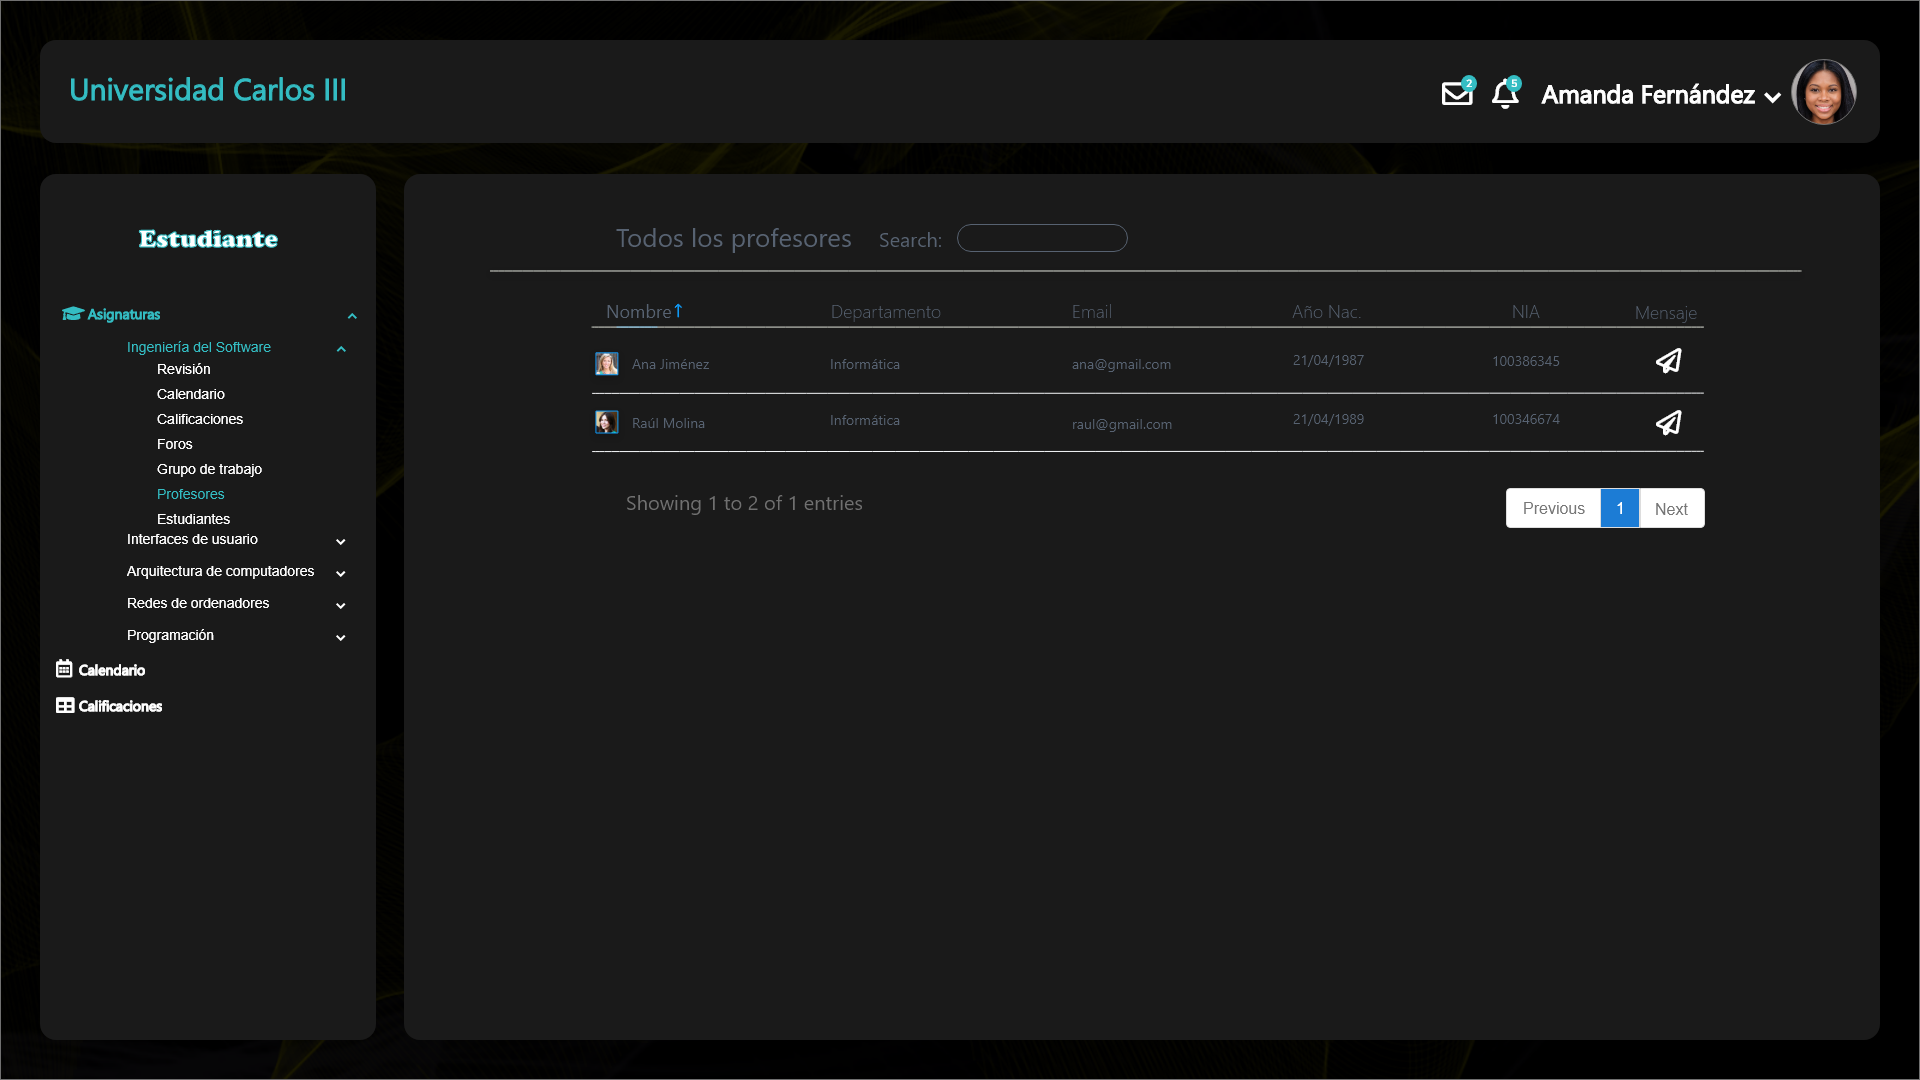 Universidad Carlos III
2
5
Amanda Fernández
Estudiante
Asignaturas
Ingeniería del Software
Revisión
Calendario
Calificaciones
Foros
Grupo de trabajo
Profesores
Estudiantes
Interfaces de usuario
Arquitectura de computadores
Redes de ordenadores
Programación
Calendario
Calificaciones
Todos los profesores Search:
Nombre Departamento Email Año Nac. NIA Mensaje
Ana Jiménez Informática ana@gmail.com 21/04/1987 100386345
Raúl Molina Informática raul@gmail.com 21/04/1989 100346674
Showing 1 to 2 of 1 entries
Previous 1 Next